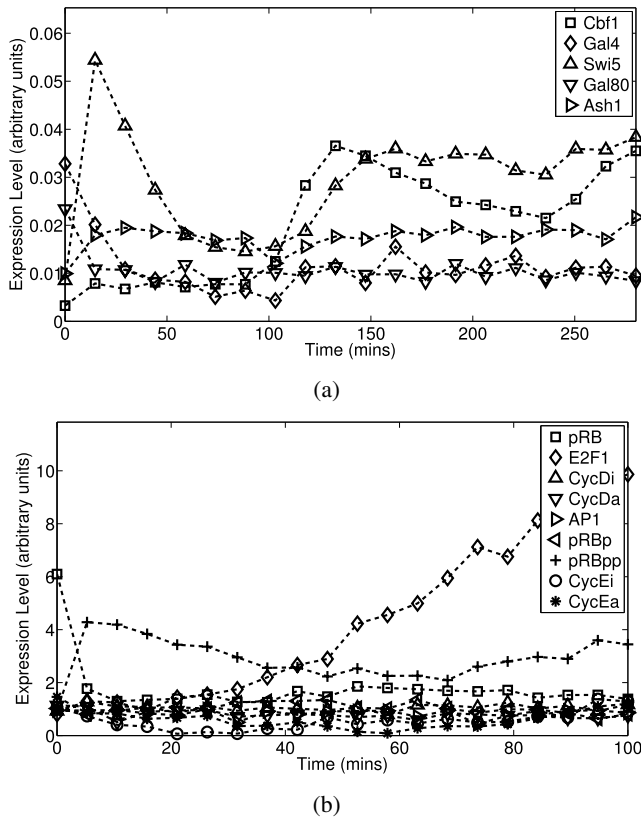 Expression Level (arbitrary units)
0.06
0.05
0.04
0.03
0.02
0.01
0
0 50 100 150 200 250
Time (mins)
Cbf1
Gal4
Swi5
Gal80
Ash1
(a)
Expression Level (arbitrary units)
10
8
6
4
2
0
0 20 40 60 80 100
Time (mins)
pRB
E2F1
CycDi
CycDa
AP1
pRBp
pRBpp
CycEi
CycEa
(b)